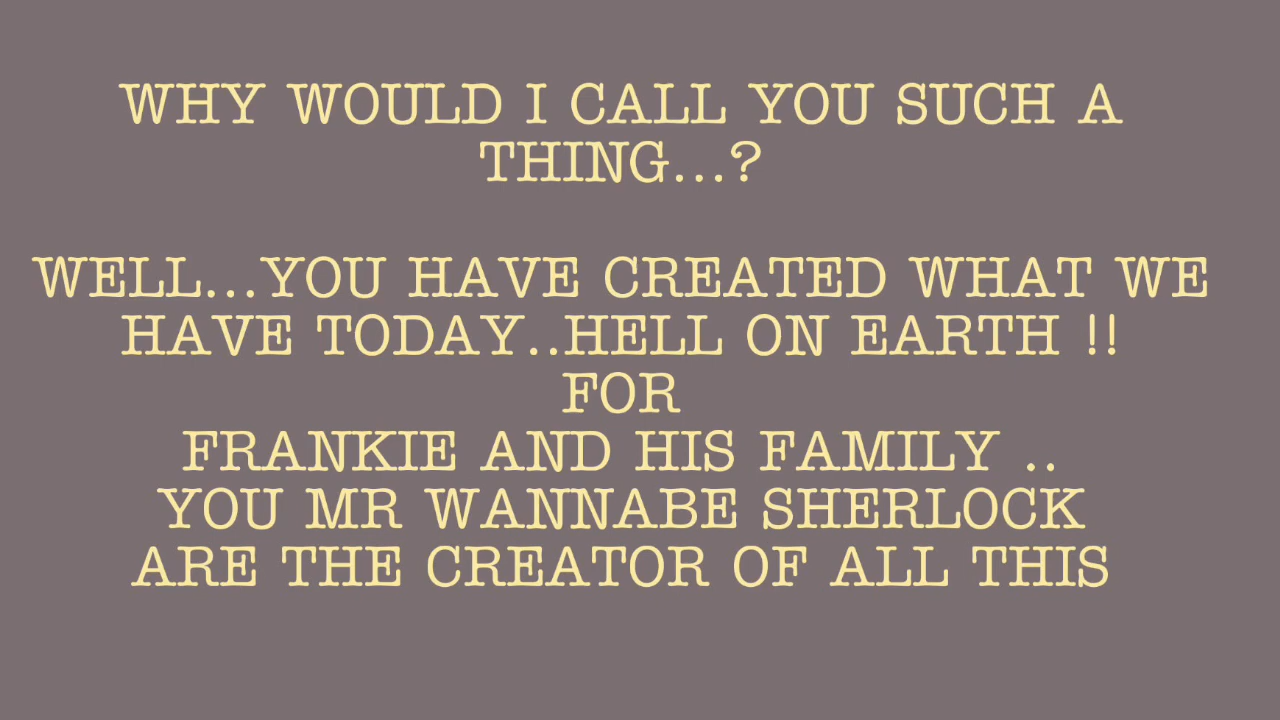 WHY WOULD I CALL YOU SUCH A
THING...?
WELL...YOU HAVE CREATED WHAT WE
HAVE TODAY..HELL ON EARTH !!
FOR
FRANKIE AND HIS FAMILY ..
YOU MR WANNABE SHERLOCK
ARE THE CREATOR OF ALL THIS